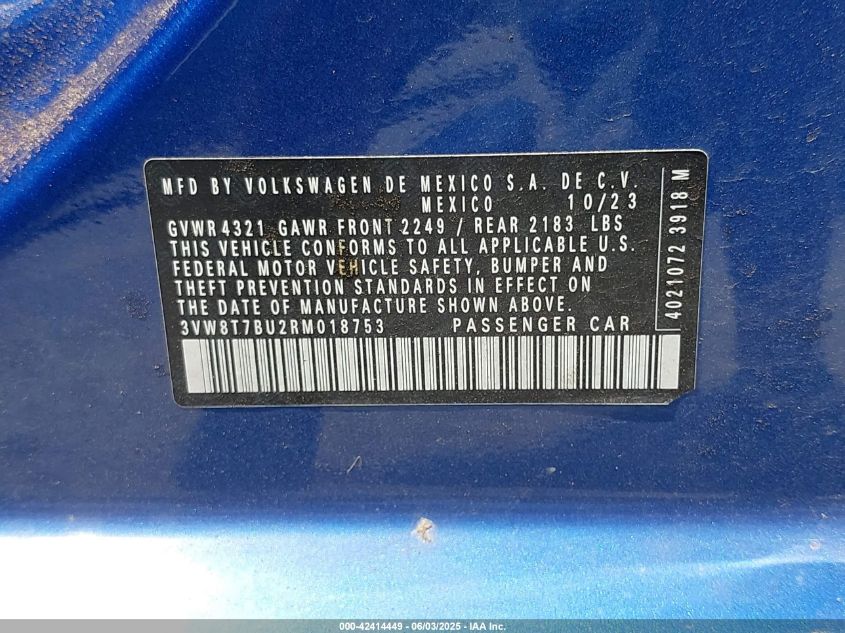 MFD BY VOLKSWAGEN DE MEXICO S.A. DE C.V.
MEXICO 10/23
GVWR 4321 GAWR FRONT 2249 / REAR 2183 LBS
THIS VEHICLE CONFORMS TO ALL APPLICABLE U.S.
FEDERAL MOTOR VEHICLE SAFETY, BUMPER AND
THEFT PREVENTION STANDARDS IN EFFECT ON
THE DATE OF MANUFACTURE SHOWN ABOVE.
3VW8T7BU2RM018753 PASSENGER CAR
4021072 3918 M
000-42414449 - 06/03/2025 - IAA Inc.